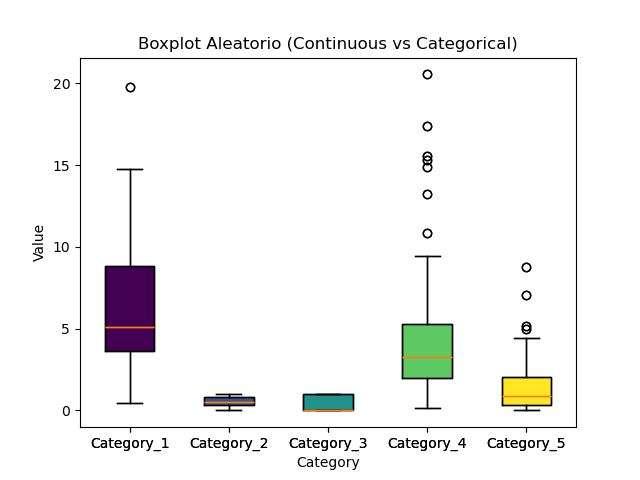 Boxplot Aleatorio (Continuous vs Categorical)
20
15
10
5
0
Value
Category_1 Category_2 Category_3 Category_4 Category_5
Category